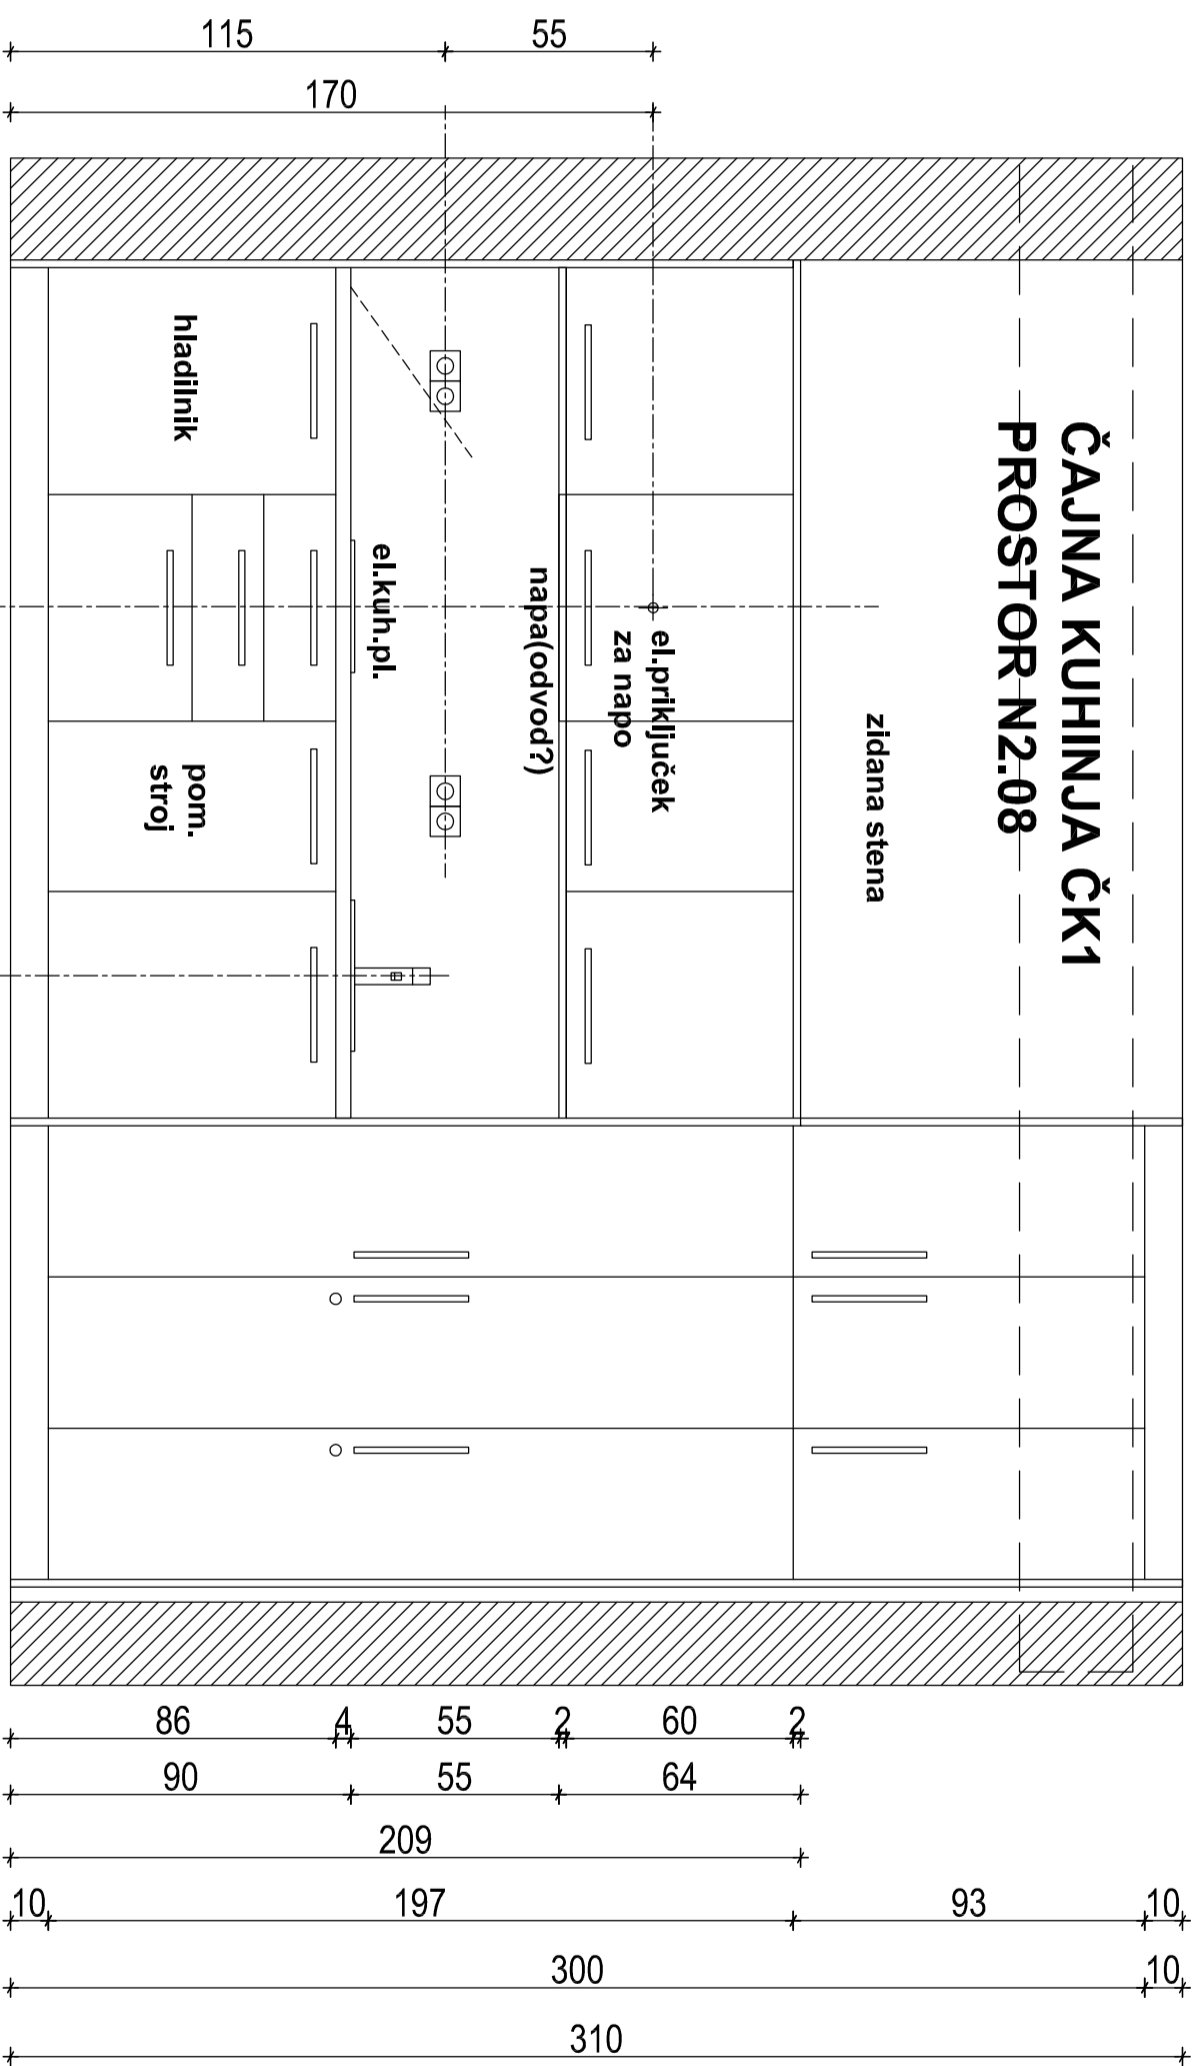 ČAJNA KUHINJA ČK1
PROSTOR N2.08
zidana stena
el.priključek
za napo
napa(odvod?)
el.kuh.pl.
hladilnik
pom.
stroj
115
55
170
86
4
55
2
60
2
90
55
64
209
10
197
93
10
300
10
310